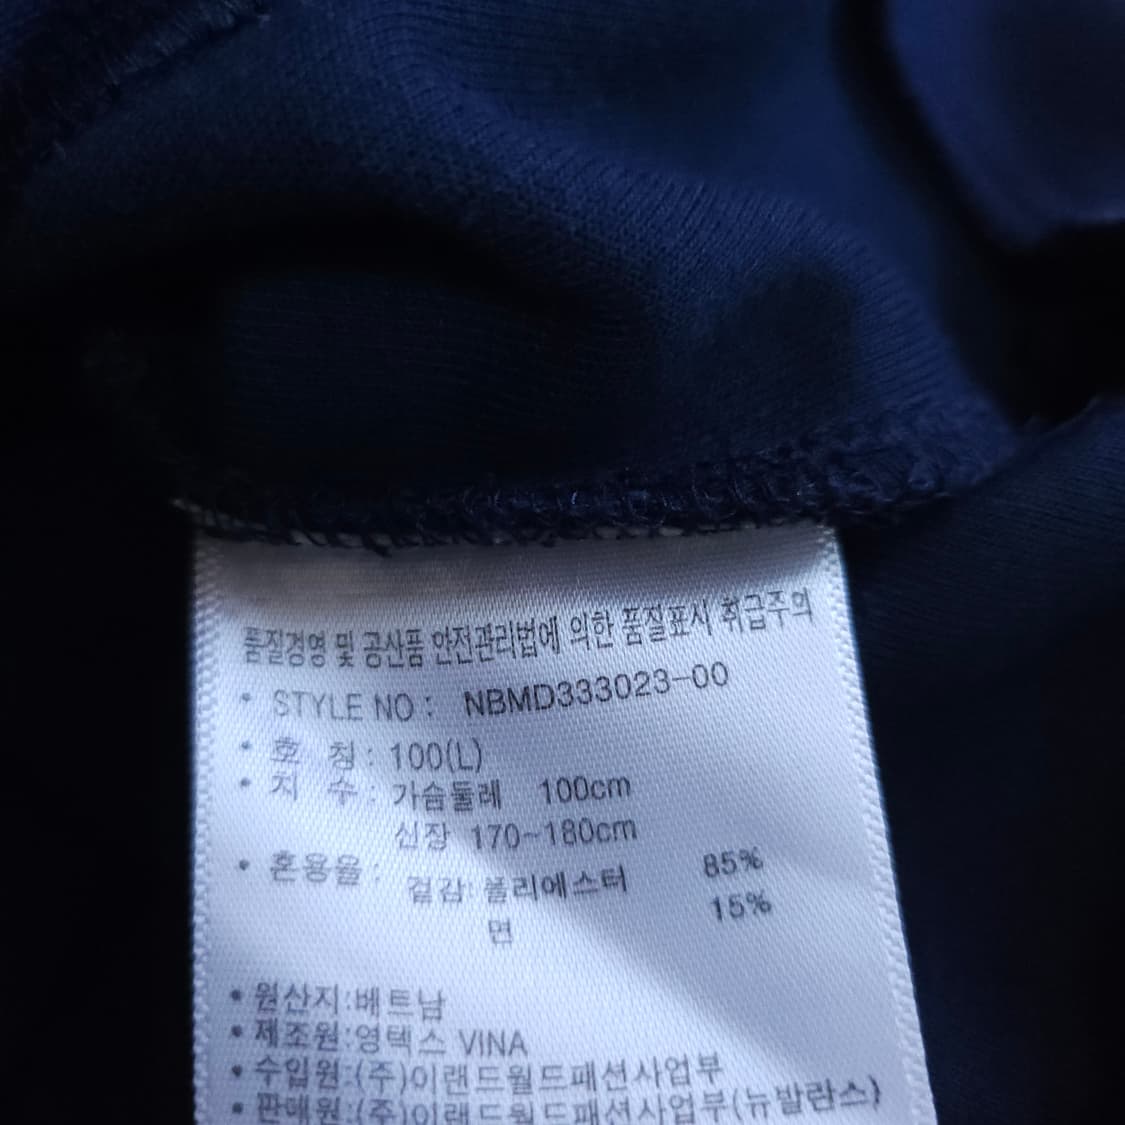 품질경영 및 공산품 안전관리법에 의한 품질표시 취급주의
• STYLE NO : NBMD333023-00
• 호 칭 : 100(L)
• 치 수 : 가슴둘레 100cm
신장 170~180cm
• 혼용율 : 겉감: 폴리에스터 85%
면 15%
• 원산지:베트남
• 제조원:영텍스 VINA
• 수입원:(주)이랜드월드패션사업부
• 판매원:(주)이랜드월드패션사업부(뉴발란스)